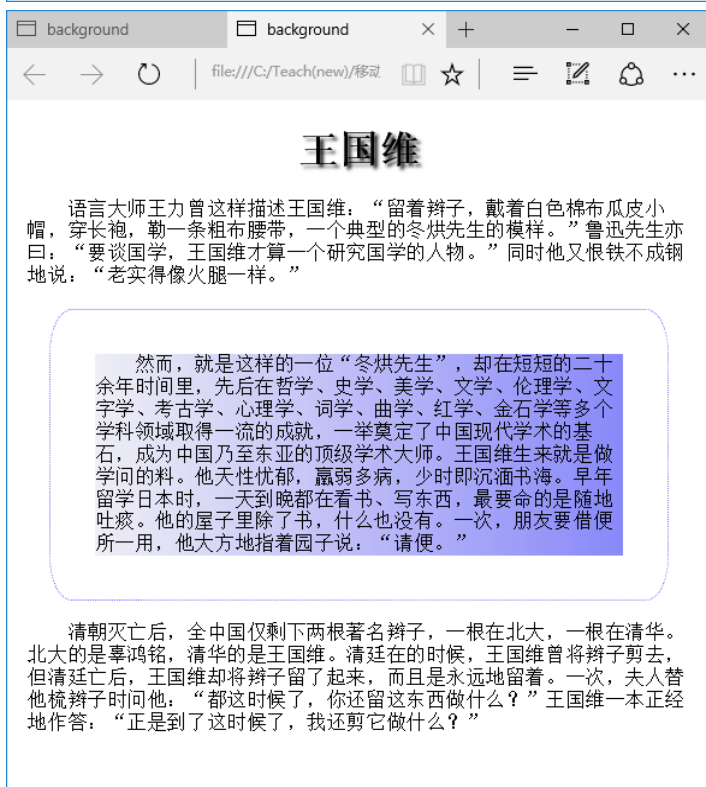 background
background
file:///C:/Teach(new)/移动
王国维
语言大师王力曾这样描述王国维：“留着辫子，戴着白色棉布瓜皮小
帽，穿长袍，勒一条粗布腰带，一个典型的冬烘先生的模样。”鲁迅先生亦
曰：“要谈国学，王国维才算一个研究国学的人物。”同时他又恨铁不成钢
地说：“老实得像火腿一样。”
然而，就是这样的一位“冬烘先生”，却在短短的二十
余年时间里，先后在哲学、史学、美学、文学、伦理学、文
字学、考古学、心理学、词学、曲学、红学、金石学等多个
学科领域取得一流的成就，一举奠定了中国现代学术的基
石，成为中国乃至东亚的顶级学术大师。王国维生来就是做
学问的料。他天性忧郁，羸弱多病，少时即沉湎书海。早年
留学日本时，一天到晚都在看书、写东西，最要命的是随地
吐痰。他的屋子里除了书，什么也没有。一次，朋友要借便
所一用，他大方地指着园子说：“请便。”
清朝灭亡后，全中国仅剩下两根著名辫子，一根在北大，一根在清华。
北大的是辜鸿铭，清华的是王国维。清廷在的时候，王国维曾将辫子剪去，
但清廷亡后，王国维却将辫子留了起来，而且是永远地留着。一次，夫人替
他梳辫子时问他：“都这时候了，你还留这东西做什么？”王国维一本正经
地作答：“正是到了这时候了，我还剪它做什么？”